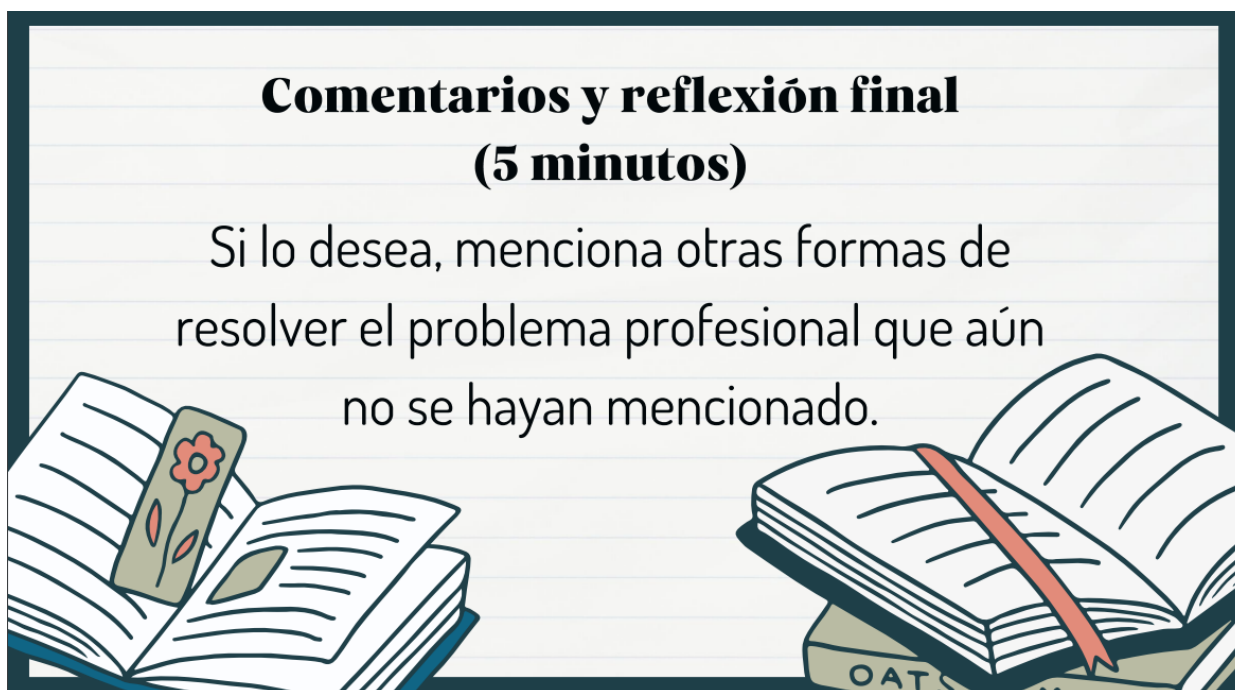 Comentarios y reflexión final
(5 minutos)
Si lo desea, menciona otras formas de
resolver el problema profesional que aún
no se hayan mencionado.